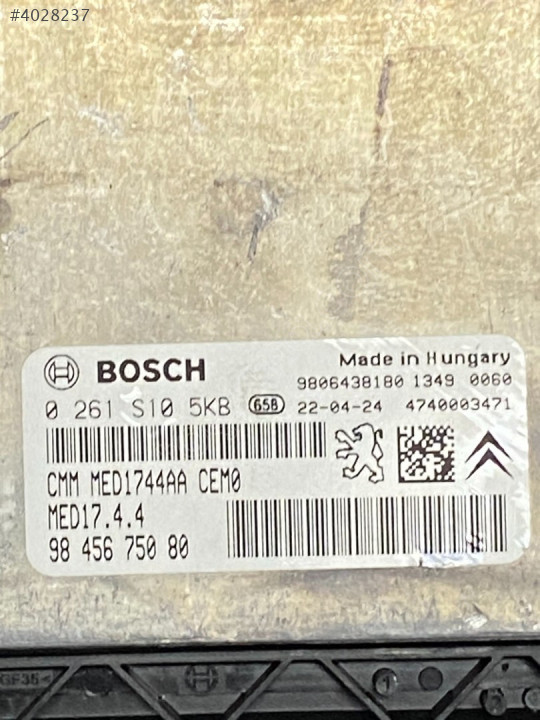 #4028237
BOSCH
Made in Hungary
9806438180 1349 0060
0 261 S10 5KB 658 22-04-24 4740003471
CMM MED1744AA CEM0
MED17.4.4
98 456 750 80